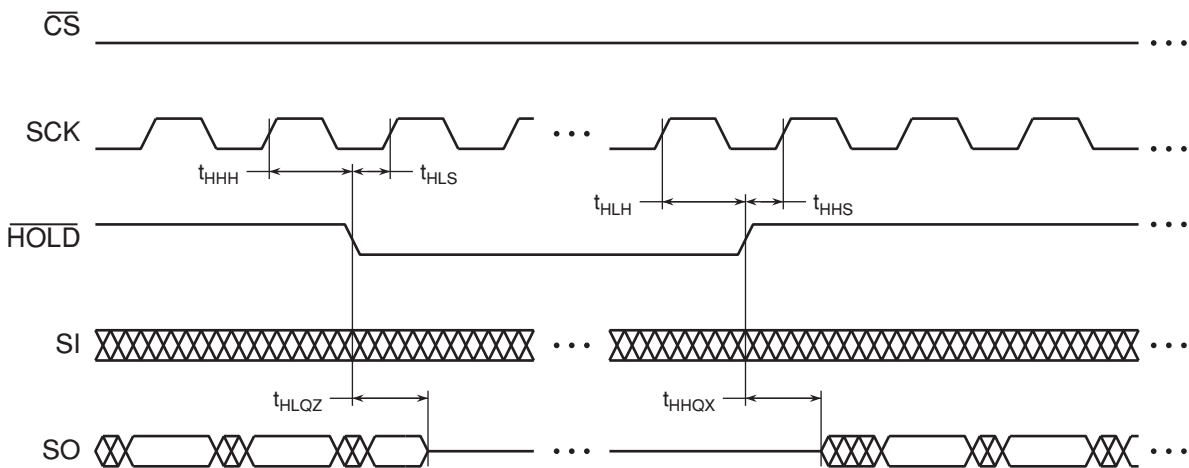 CS
SCK
tHHH
tHLS
tHLH
tHHS
HOLD
SI
tHLQZ
tHHQX
SO